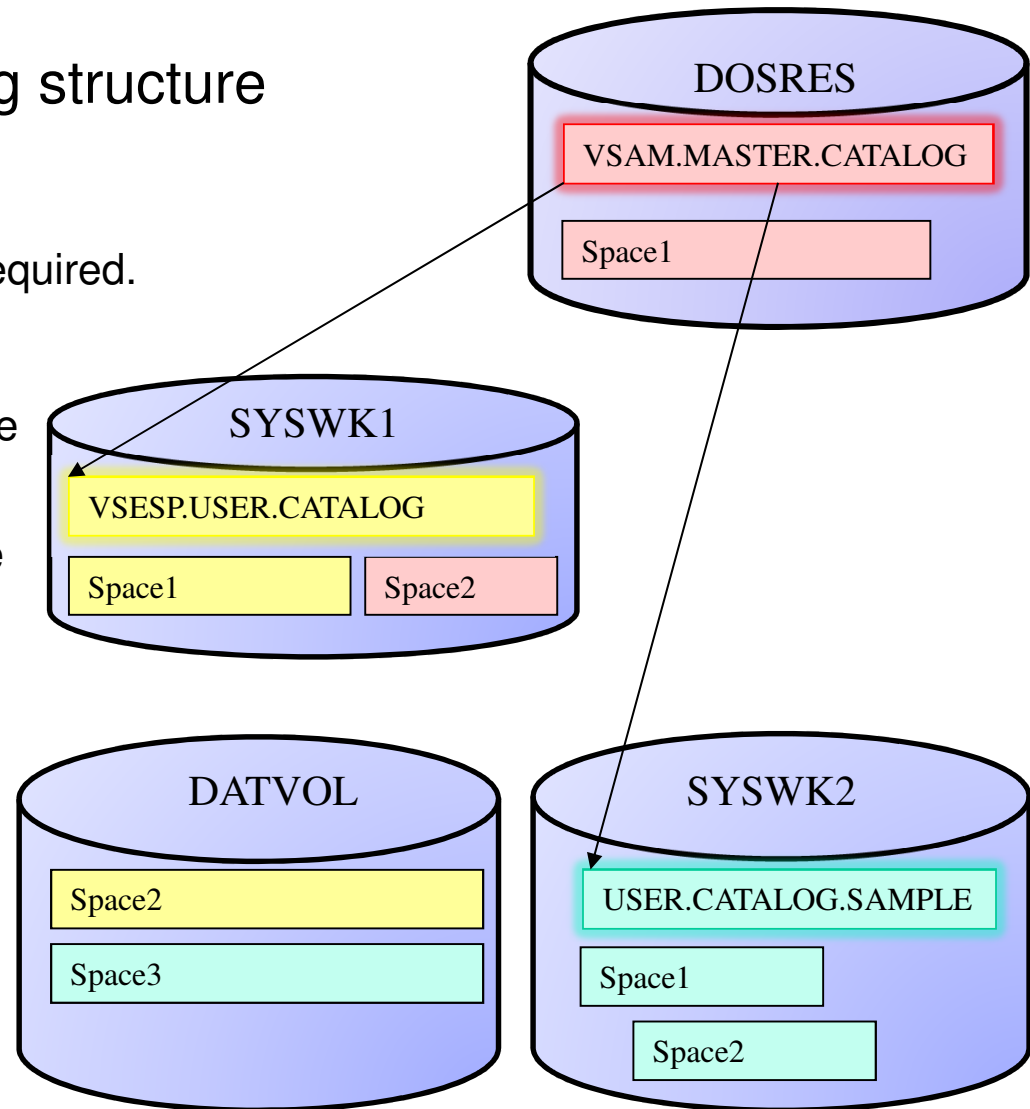 g structure
equired.
e
e
DOSRES
VSAM.MASTER.CATALOG
Space1
SYSWK1
VSESP.USER.CATALOG
Space1
Space2
DATVOL
Space2
Space3
SYSWK2
USER.CATALOG.SAMPLE
Space1
Space2